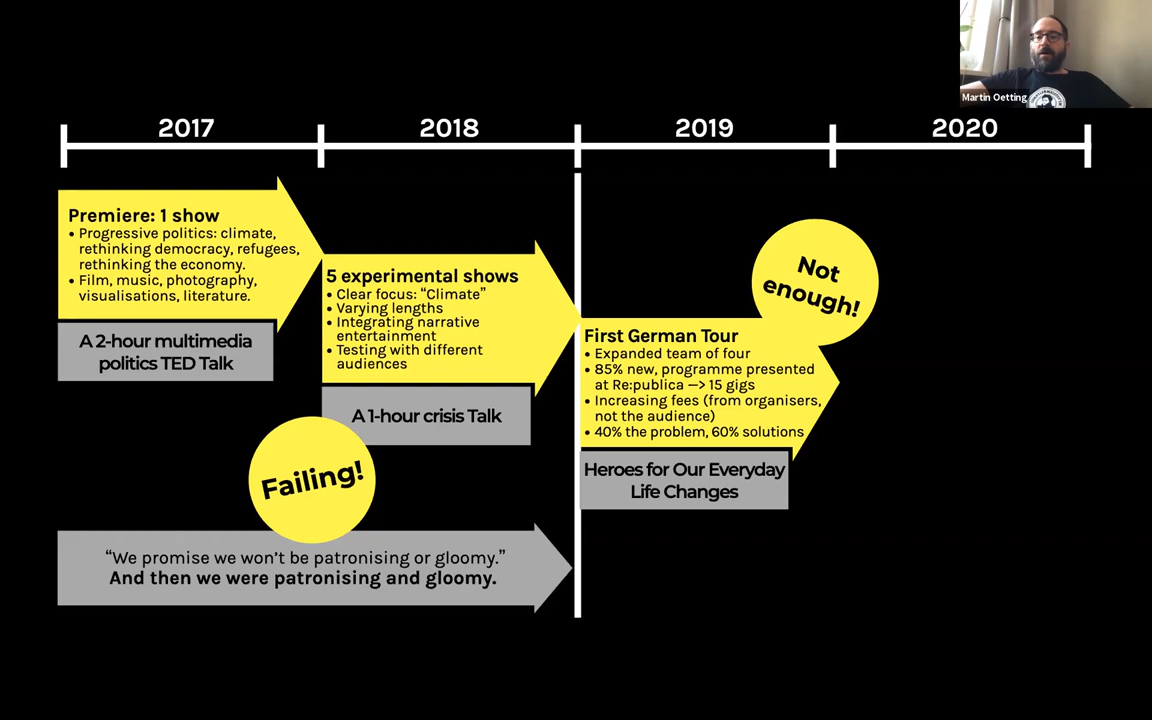 Martin Oetting
2017
2018
2019
2020
Premiere: 1 show
• Progressive politics: climate,
rethinking democracy, refugees,
rethinking the economy.
• Film, music, photography,
visualisations, literature.
A 2-hour multimedia
politics TED Talk
5 experimental shows
• Clear focus: “Climate”
• Varying lengths
• Integrating narrative
entertainment
• Testing with different
audiences
A 1-hour crisis Talk
Failing!
“We promise we won’t be patronising or gloomy.”
And then we were patronising and gloomy.
Not
enough!
First German Tour
• Expanded team of four
• 85% new, programme presented
at Re:publica —> 15 gigs
• Increasing fees (from organisers,
not the audience)
• 40% the problem, 60% solutions
Heroes for Our Everyday
Life Changes